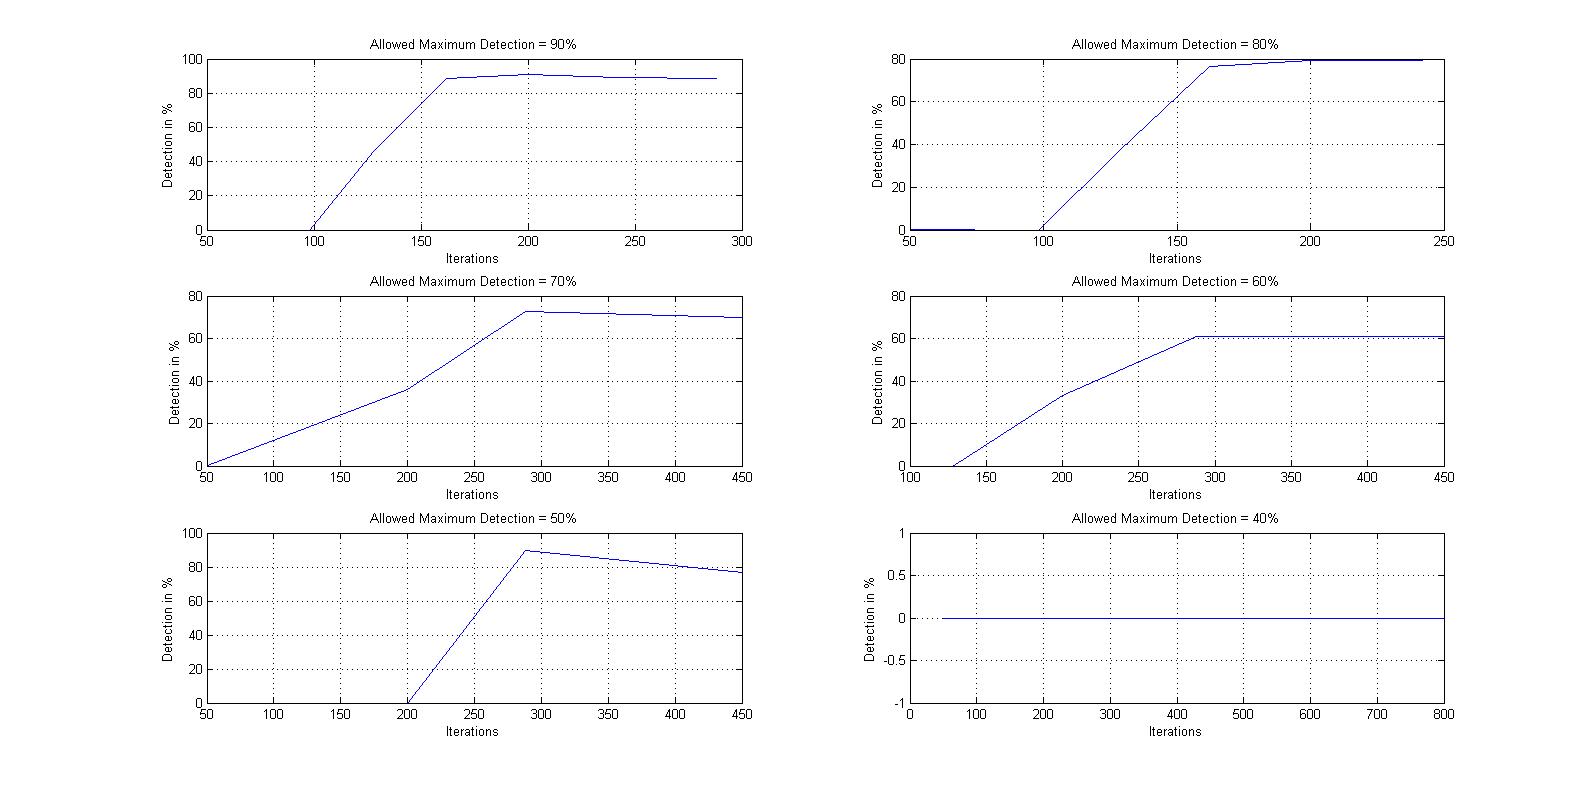 Allowed Maximum Detection = 90%
Detection in %
100
80
60
40
20
0
50 100 150 200 250 300
Iterations
Allowed Maximum Detection = 80%
Detection in %
80
60
40
20
0
50 100 150 200 250
Iterations
Allowed Maximum Detection = 70%
Detection in %
80
60
40
20
0
50 100 150 200 250 300 350 400 450
Iterations
Allowed Maximum Detection = 60%
Detection in %
80
60
40
20
0
100 150 200 250 300 350 400 450
Iterations
Allowed Maximum Detection = 50%
Detection in %
100
80
60
40
20
0
50 100 150 200 250 300 350 400 450
Iterations
Allowed Maximum Detection = 40%
Detection in %
1
0.5
0
-0.5
-1
0 100 200 300 400 500 600 700 800
Iterations